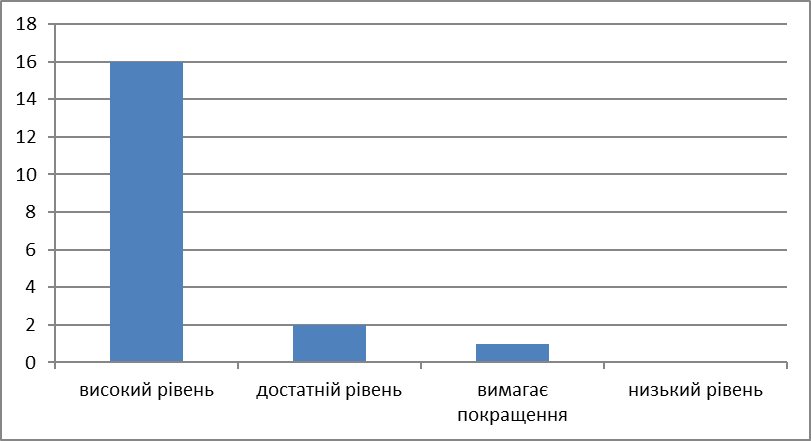 18
16
14
12
10
8
6
4
2
0
високий рівень
достатній рівень
вимагає
покращення
низький рівень